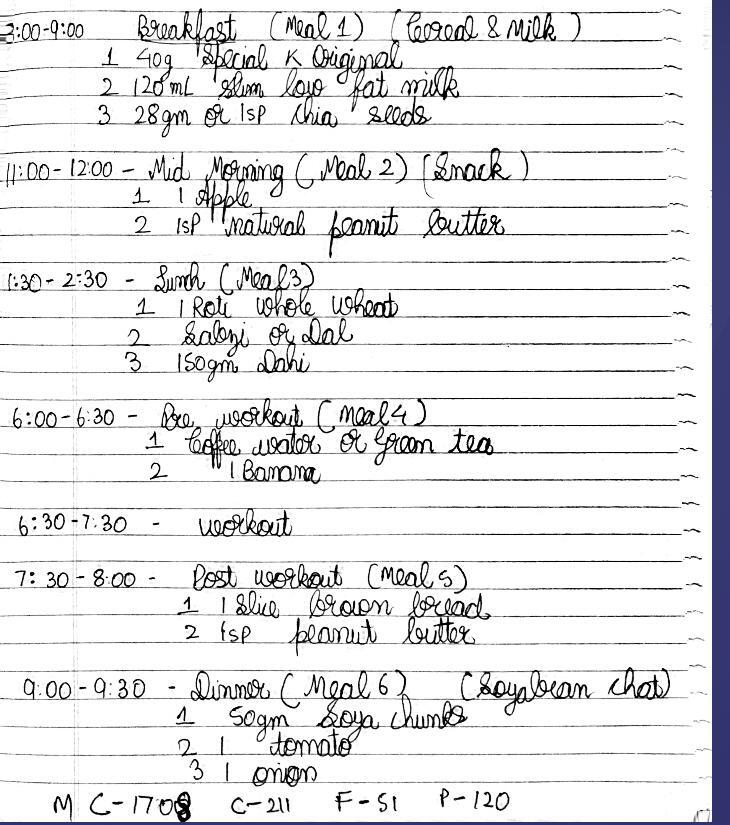 8:00-9:00 Breakfast (Meal 1) (Cereal & Milk)
1 40g Special K Original
2 120 mL slim low fat milk
3 28gm or 1sp chia seeds
11:00-12:00 - Mid Morning (Meal 2) (Snack)
1 1 Apple
2 1sp natural peanut butter
1:30-2:30 - Lunch (Meal 3)
1 1 Roti whole wheat
2 Sabzi or Dal
3 150gm Dahi
6:00-6:30 - Pre workout (Meal 4)
1 Coffee water or Green tea
2 1 Banana
6:30-7:30 - workout
7:30-8:00 - Post workout (Meal 5)
1 1 Slice brown bread
2 1sp peanut butter
9:00-9:30 - Dinner (Meal 6) (Soyabean chat)
1 50gm Soya chunks
2 1 tomato
3 1 onion
M C-1708 C-211 F-51 P-120